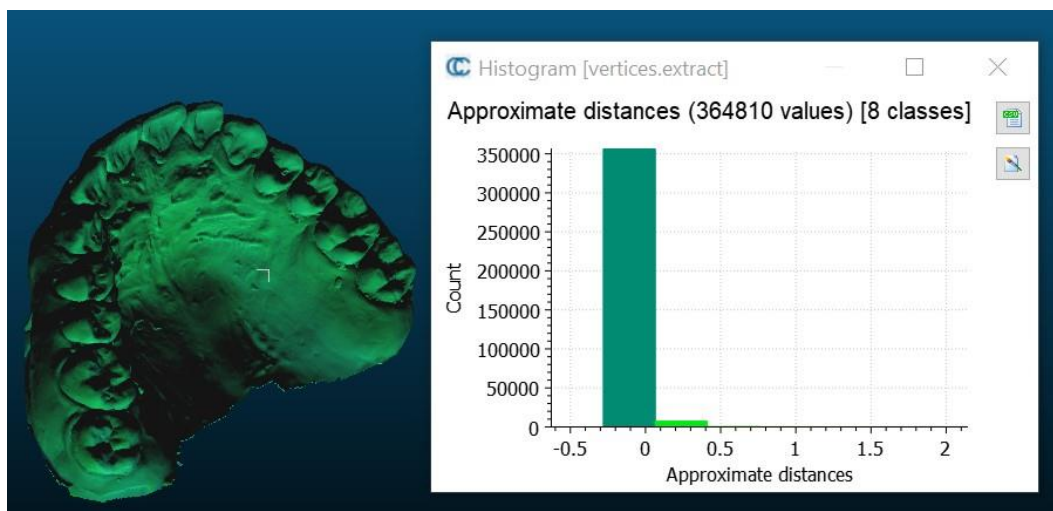 Histogram [vertices.extract]
Approximate distances (364810 values) [8 classes]
CSV
350000
300000
250000
200000
150000
100000
50000
0
Count
-0.5 0 0.5 1 1.5 2
Approximate distances